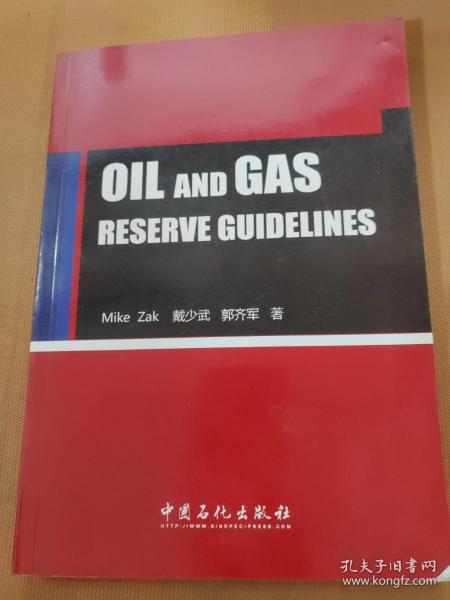 OIL AND GAS
RESERVE GUIDELINES
Mike Zak 戴少武 郭齐军 著
中国石化出版社
HTTP://WWW.SINOPEC-PRESS.COM
孔夫子旧书网
www.kongfz.com